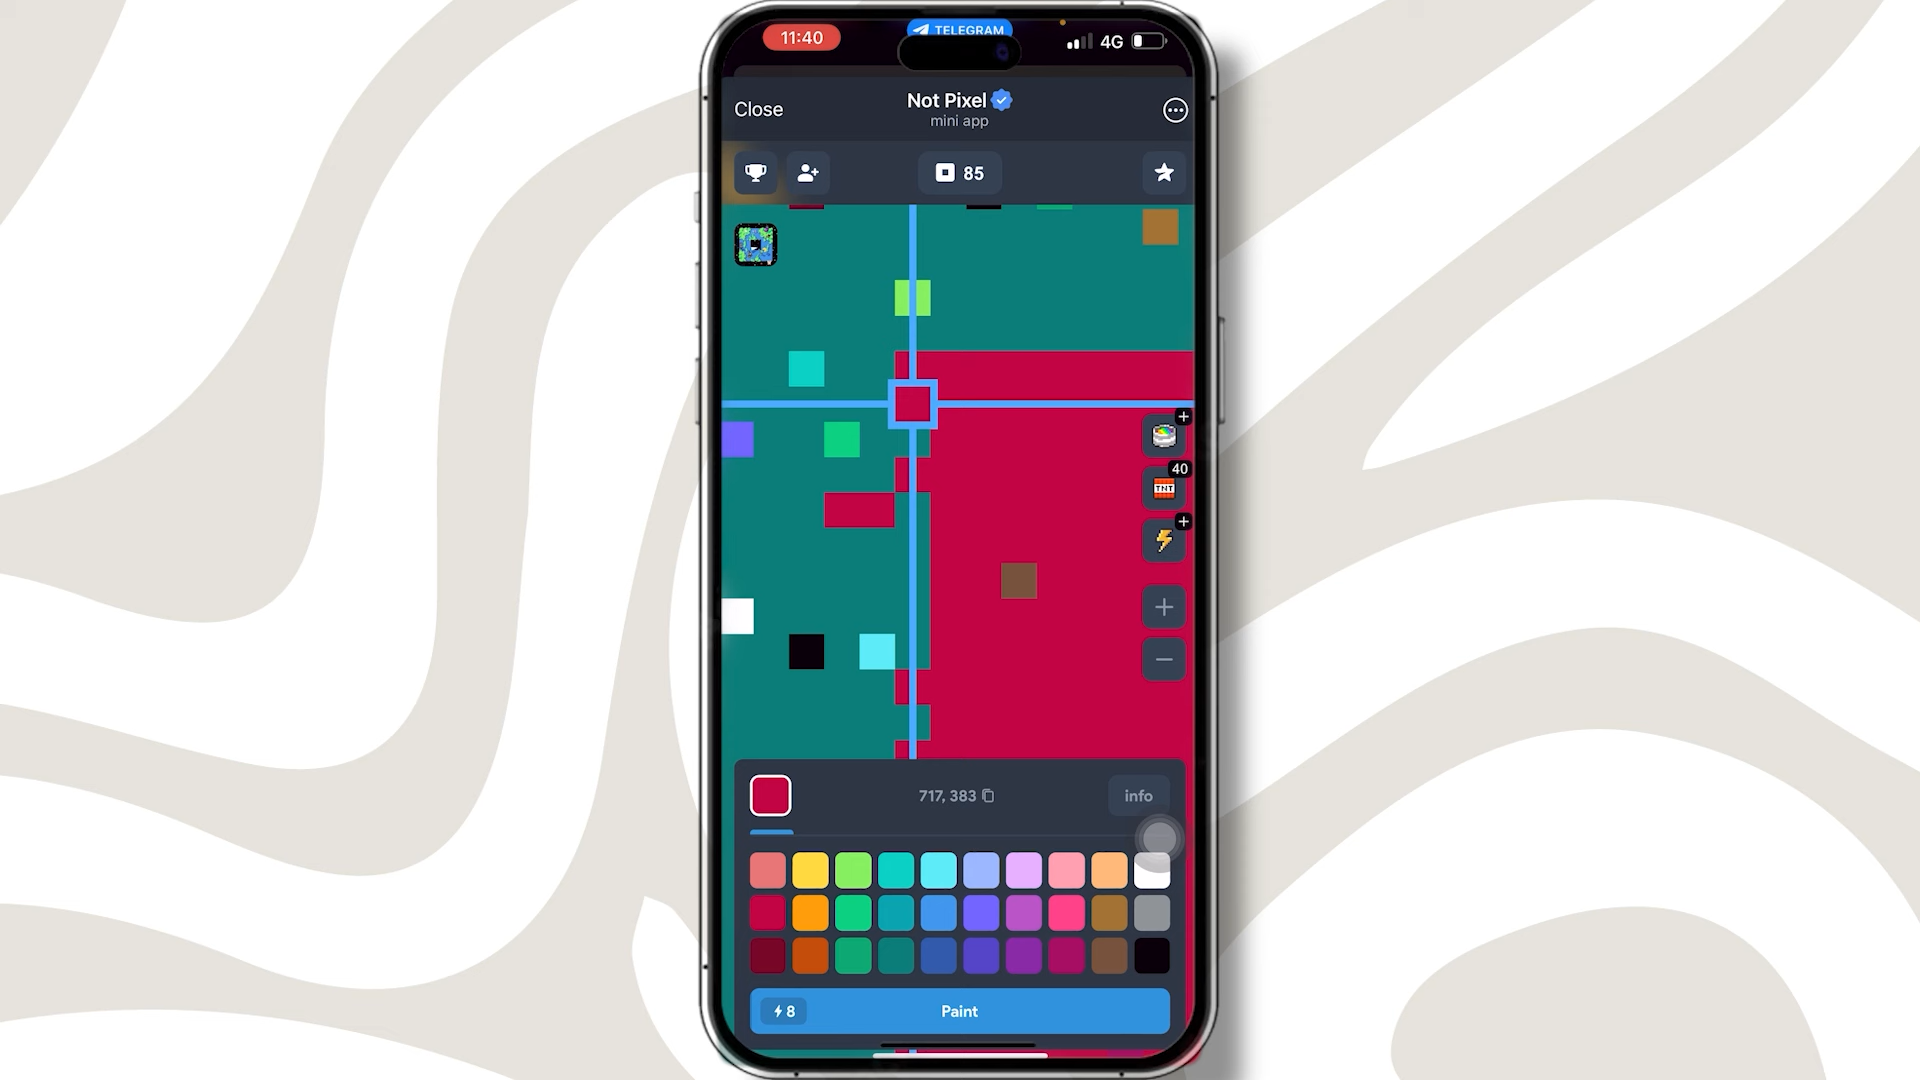 11:40
TELEGRAM
4G
Close
Not Pixel
mini app
85
40
TNT
717, 383
info
8
Paint